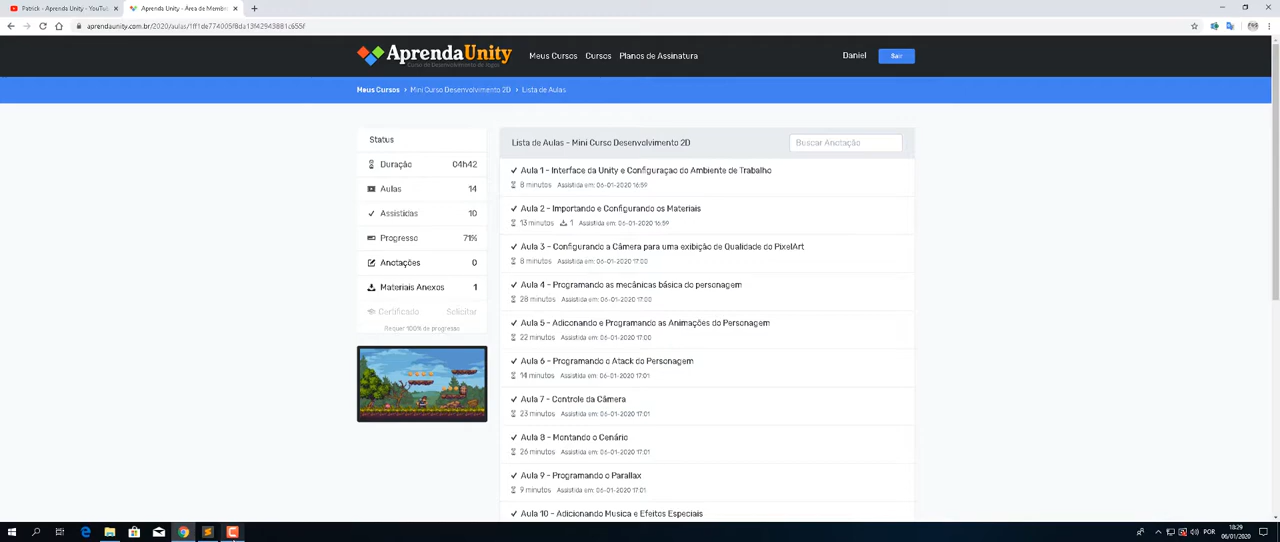 Patrick - Aprenda Unity - YouTu
Aprenda Unity - Área de Membr
aprendaunity.com.br/2020/aulas/1ff1de774005f8da13f42943881c655f
AprendaUnity
Curso de Desenvolvimento de Jogos
Meus Cursos Cursos Planos de Assinatura
Daniel Sair
Meus Cursos › Mini Curso Desenvolvimento 2D › Lista de Aulas
Status
Duração 04h42
Aulas 14
Assistidas 10
Progresso 71%
Anotações 0
Materiais Anexos 1
Certificado Solicitar
Requer 100% de progresso
Lista de Aulas - Mini Curso Desenvolvimento 2D
Buscar Anotação
Aula 1 - Interface da Unity e Configuraçao do Ambiente de Trabalho
8 minutos Assistida em: 06-01-2020 16:59
Aula 2 - Importando e Configurando os Materiais
13 minutos 1 Assistida em: 06-01-2020 16:59
Aula 3 - Configurando a Câmera para uma exibição de Qualidade do PixelArt
8 minutos Assistida em: 06-01-2020 17:00
Aula 4 - Programando as mecânicas básica do personagem
28 minutos Assistida em: 06-01-2020 17:00
Aula 5 - Adiconando e Programando as Animações do Personagem
22 minutos Assistida em: 06-01-2020 17:00
Aula 6 - Programando o Atack do Personagem
14 minutos Assistida em: 06-01-2020 17:01
Aula 7 - Controle da Câmera
23 minutos Assistida em: 06-01-2020 17:01
Aula 8 - Montando o Cenário
26 minutos Assistida em: 06-01-2020 17:01
Aula 9 - Programando o Parallax
9 minutos Assistida em: 06-01-2020 17:01
Aula 10 - Adicionando Musica e Efeitos Especiais
POR
18:29
06/01/2020